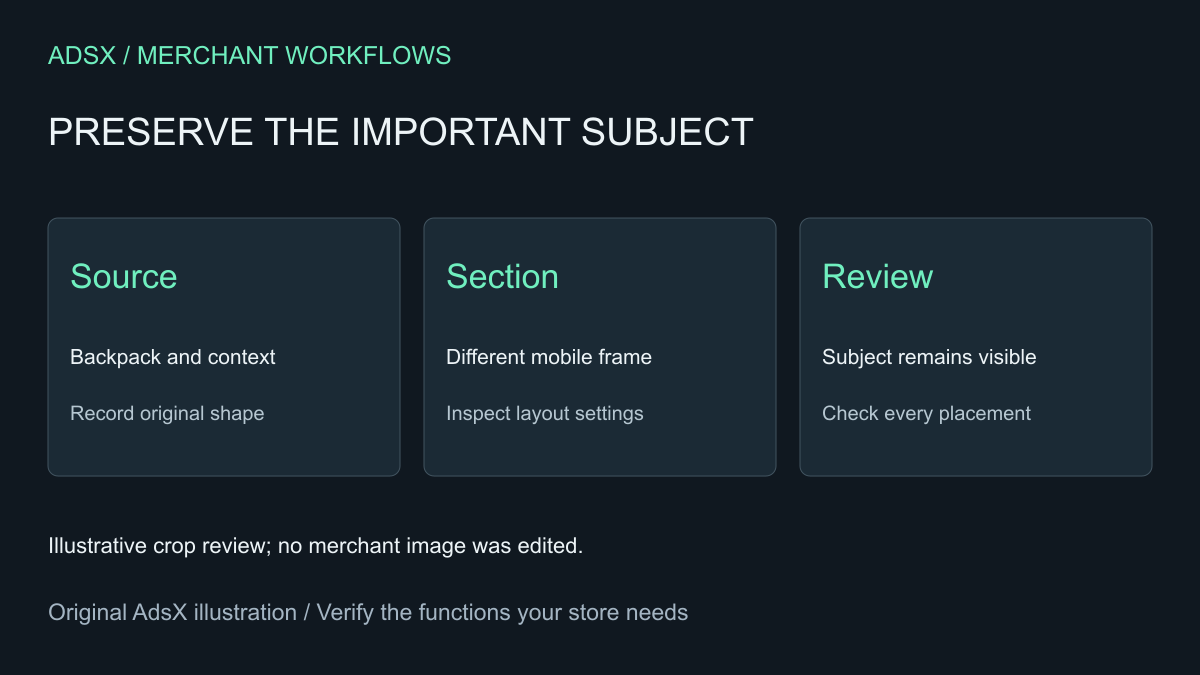 ADSX / MERCHANT WORKFLOWS
PRESERVE THE IMPORTANT SUBJECT
Source
Backpack and context
Record original shape
Section
Different mobile frame
Inspect layout settings
Review
Subject remains visible
Check every placement
Illustrative crop review; no merchant image was edited.
Original AdsX illustration / Verify the functions your store needs